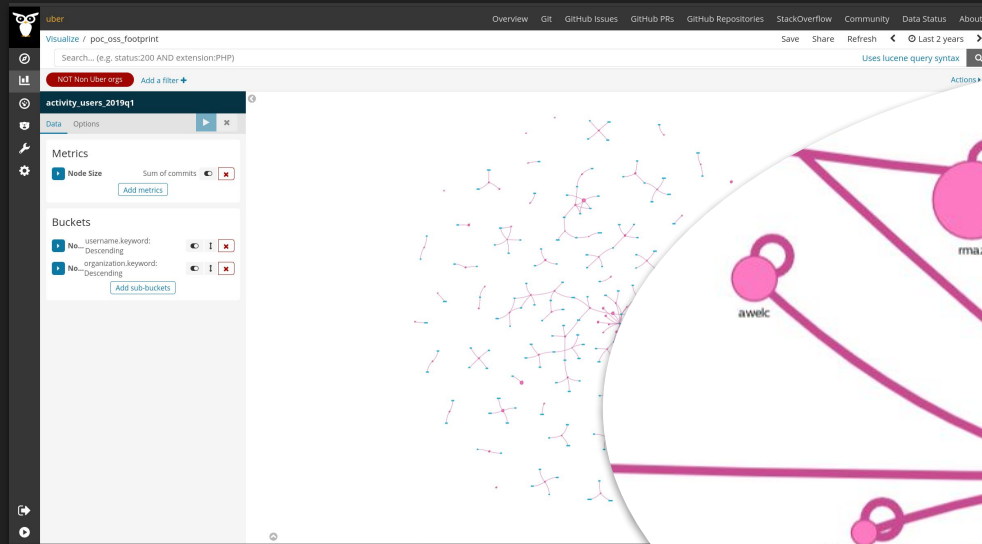 uber
Overview Git GitHub Issues GitHub PRs GitHub Repositories StackOverflow Community Data Status About
Visualize / poc_oss_footprint
Save Share Refresh Last 2 years
Search... (e.g. status:200 AND extension:PHP)
Uses lucene query syntax
NOT Non Uber orgs
Add a filter +
Actions
activity_users_2019q1
Data Options
Metrics
Node Size Sum of commits
Add metrics
Buckets
No... username.keyword:
Descending
No... organization.keyword:
Descending
Add sub-buckets
awelc